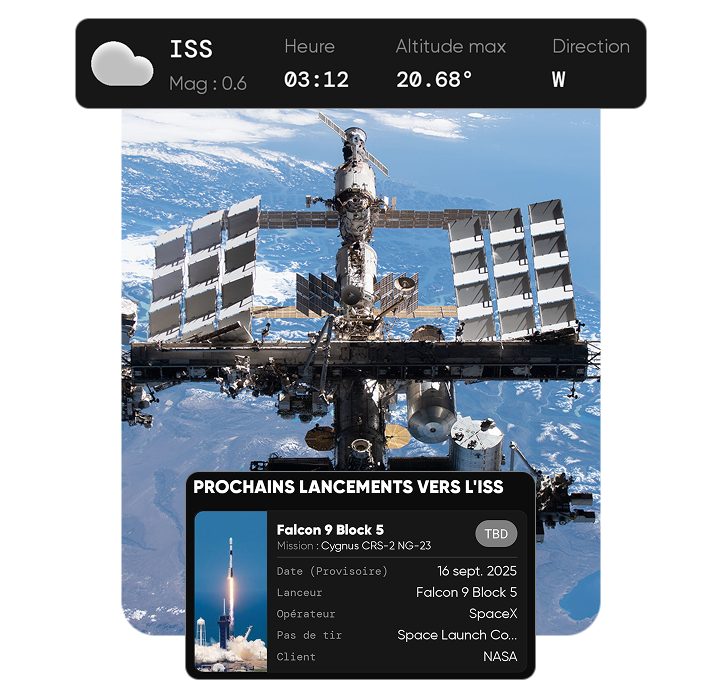 ISS Heure Altitude max Direction
Mag : 0.6 03:12 20.68° W
PROCHAINS LANCEMENTS VERS L'ISS
Falcon 9 Block 5 TBD
Mission : Cygnus CRS-2 NG-23
Date (Provisoire) 16 sept. 2025
Lanceur Falcon 9 Block 5
Opérateur SpaceX
Pas de tir Space Launch Co...
Client NASA